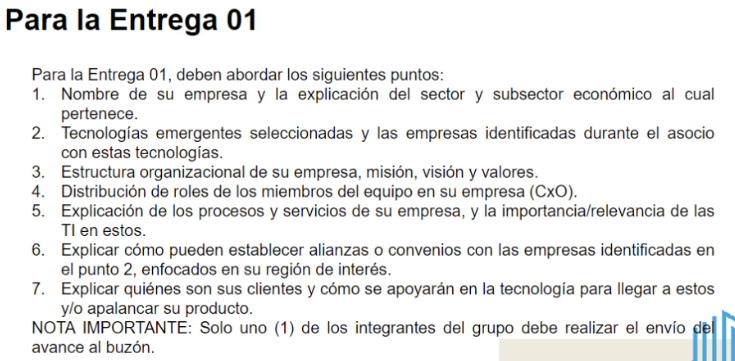 Para la Entrega 01
Para la Entrega 01, deben abordar los siguientes puntos:
1. Nombre de su empresa y la explicación del sector y subsector económico al cual
pertenece.
2. Tecnologías emergentes seleccionadas y las empresas identificadas durante el asocio
con estas tecnologías.
3. Estructura organizacional de su empresa, misión, visión y valores.
4. Distribución de roles de los miembros del equipo en su empresa (CxO).
5. Explicación de los procesos y servicios de su empresa, y la importancia/relevancia de las
TI en estos.
6. Explicar cómo pueden establecer alianzas o convenios con las empresas identificadas en
el punto 2, enfocados en su región de interés.
7. Explicar quiénes son sus clientes y cómo se apoyarán en la tecnología para llegar a estos
y/o apalancar su producto.
NOTA IMPORTANTE: Solo uno (1) de los integrantes del grupo debe realizar el envío del
avance al buzón.